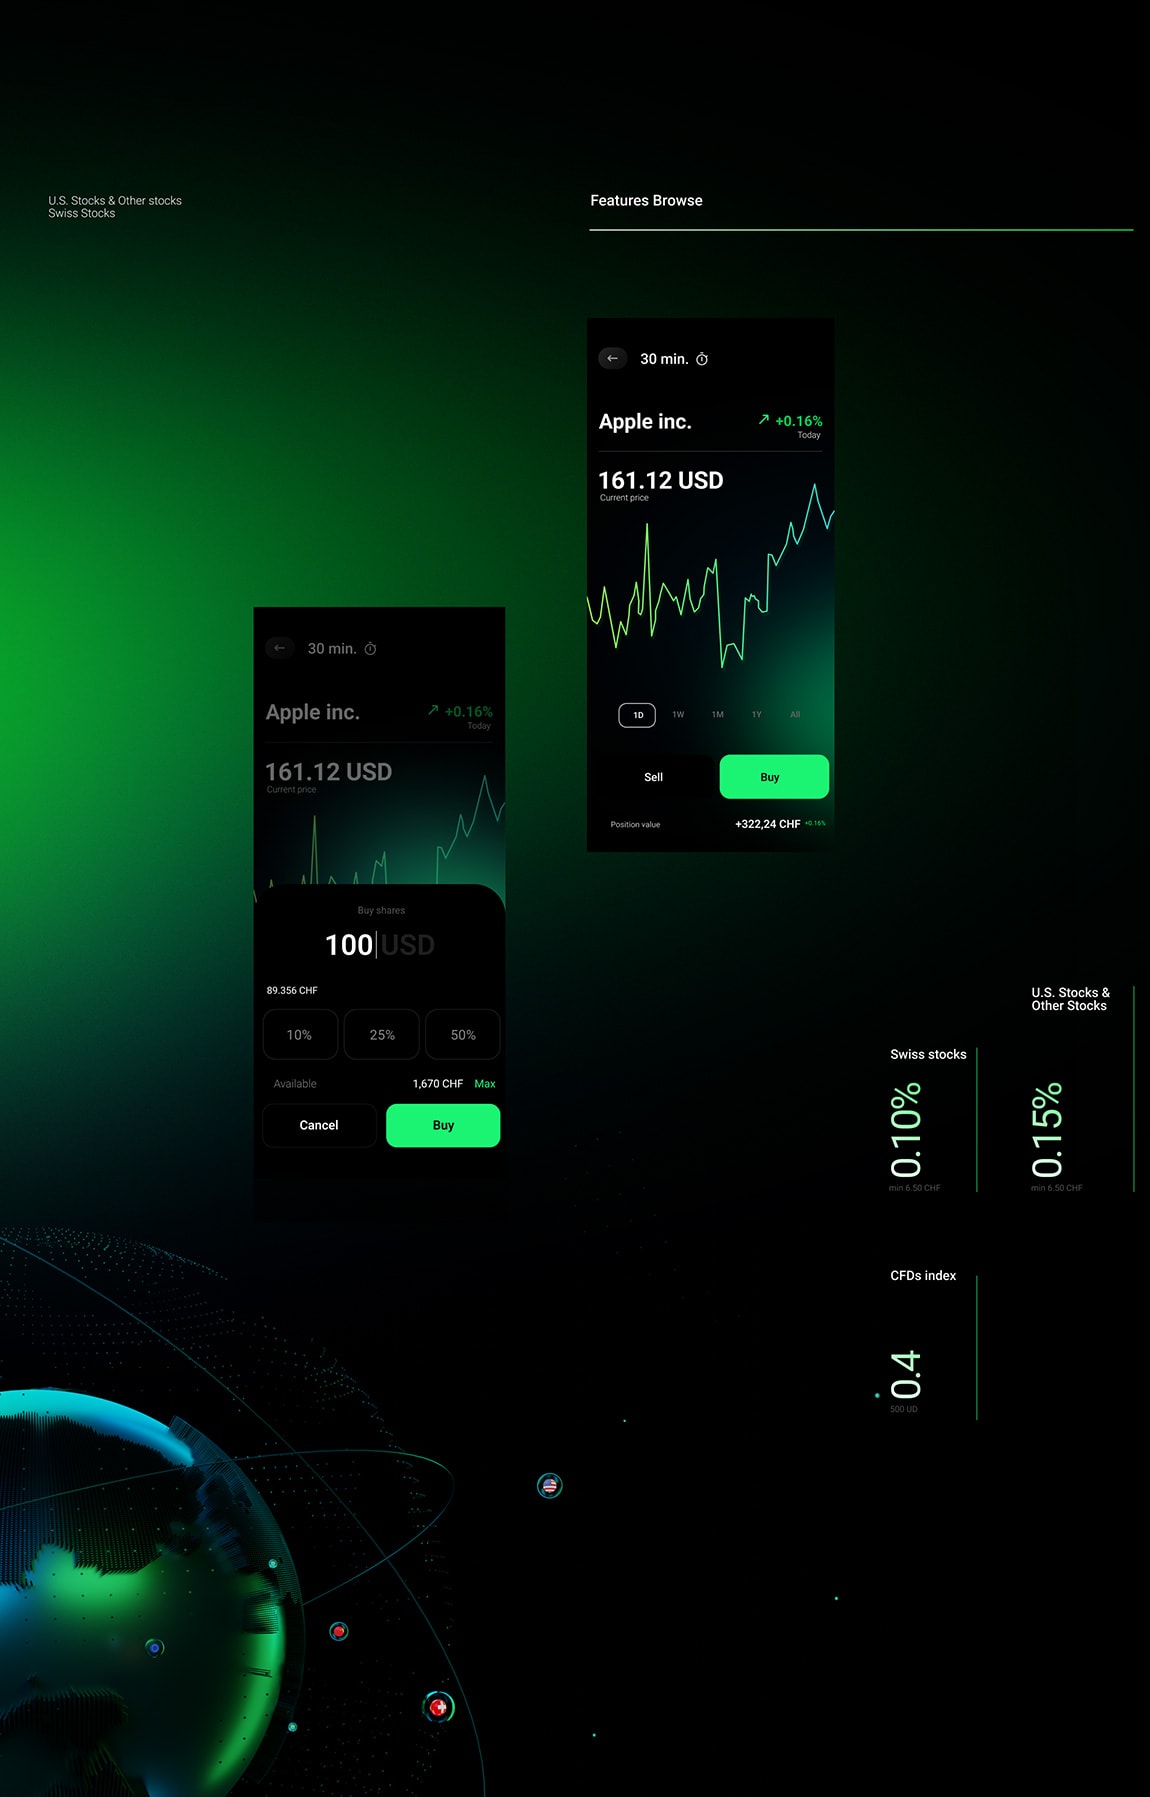 U.S. Stocks & Other stocks
Swiss Stocks
Features Browse
30 min.
Apple inc.
+0.16%
Today
161.12 USD
Current price
1D 1W 1M 1Y All
Sell
Buy
Position value
+322,24 CHF +0.16%
30 min.
Apple inc.
+0.16%
Today
161.12 USD
Current price
Buy shares
100 USD
89.356 CHF
10% 25% 50%
Available
1,670 CHF Max
Cancel
Buy
U.S. Stocks &
Other Stocks
0.15%
min 6.50 CHF
Swiss stocks
0.10%
min 6.50 CHF
CFDs index
0.4
500 UD